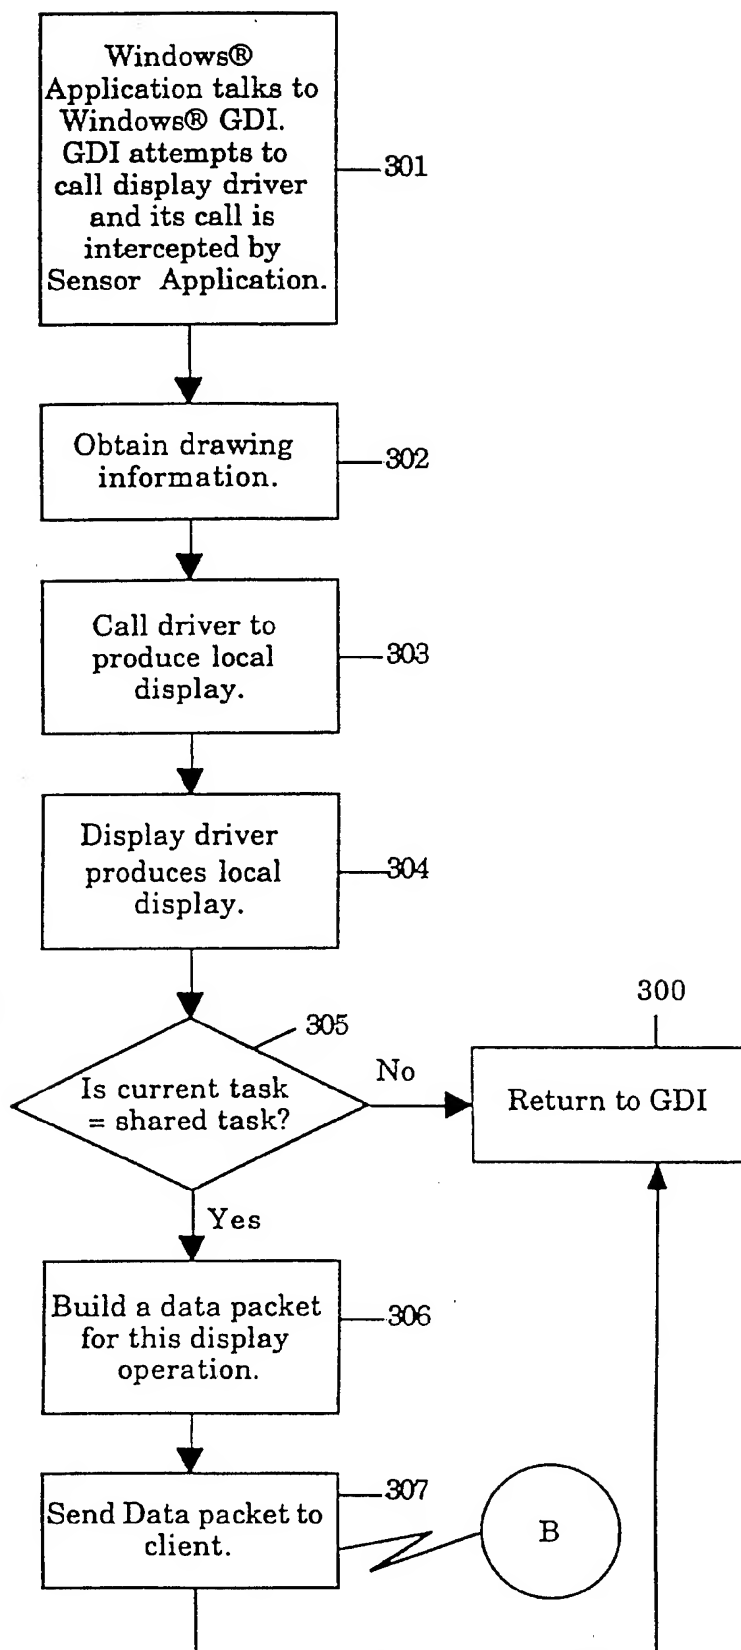 Windows®
Application talks to
Windows® GDI.
GDI attempts to
call display driver
and its call is
intercepted by
Sensor Application.
301
Obtain drawing
information.
302
Call driver to
produce local
display.
303
Display driver
produces local
display.
304
305
Is current task
= shared task?
No
300
Return to GDI
Yes
Build a data packet
for this display
operation.
306
Send Data packet to
client.
307
B